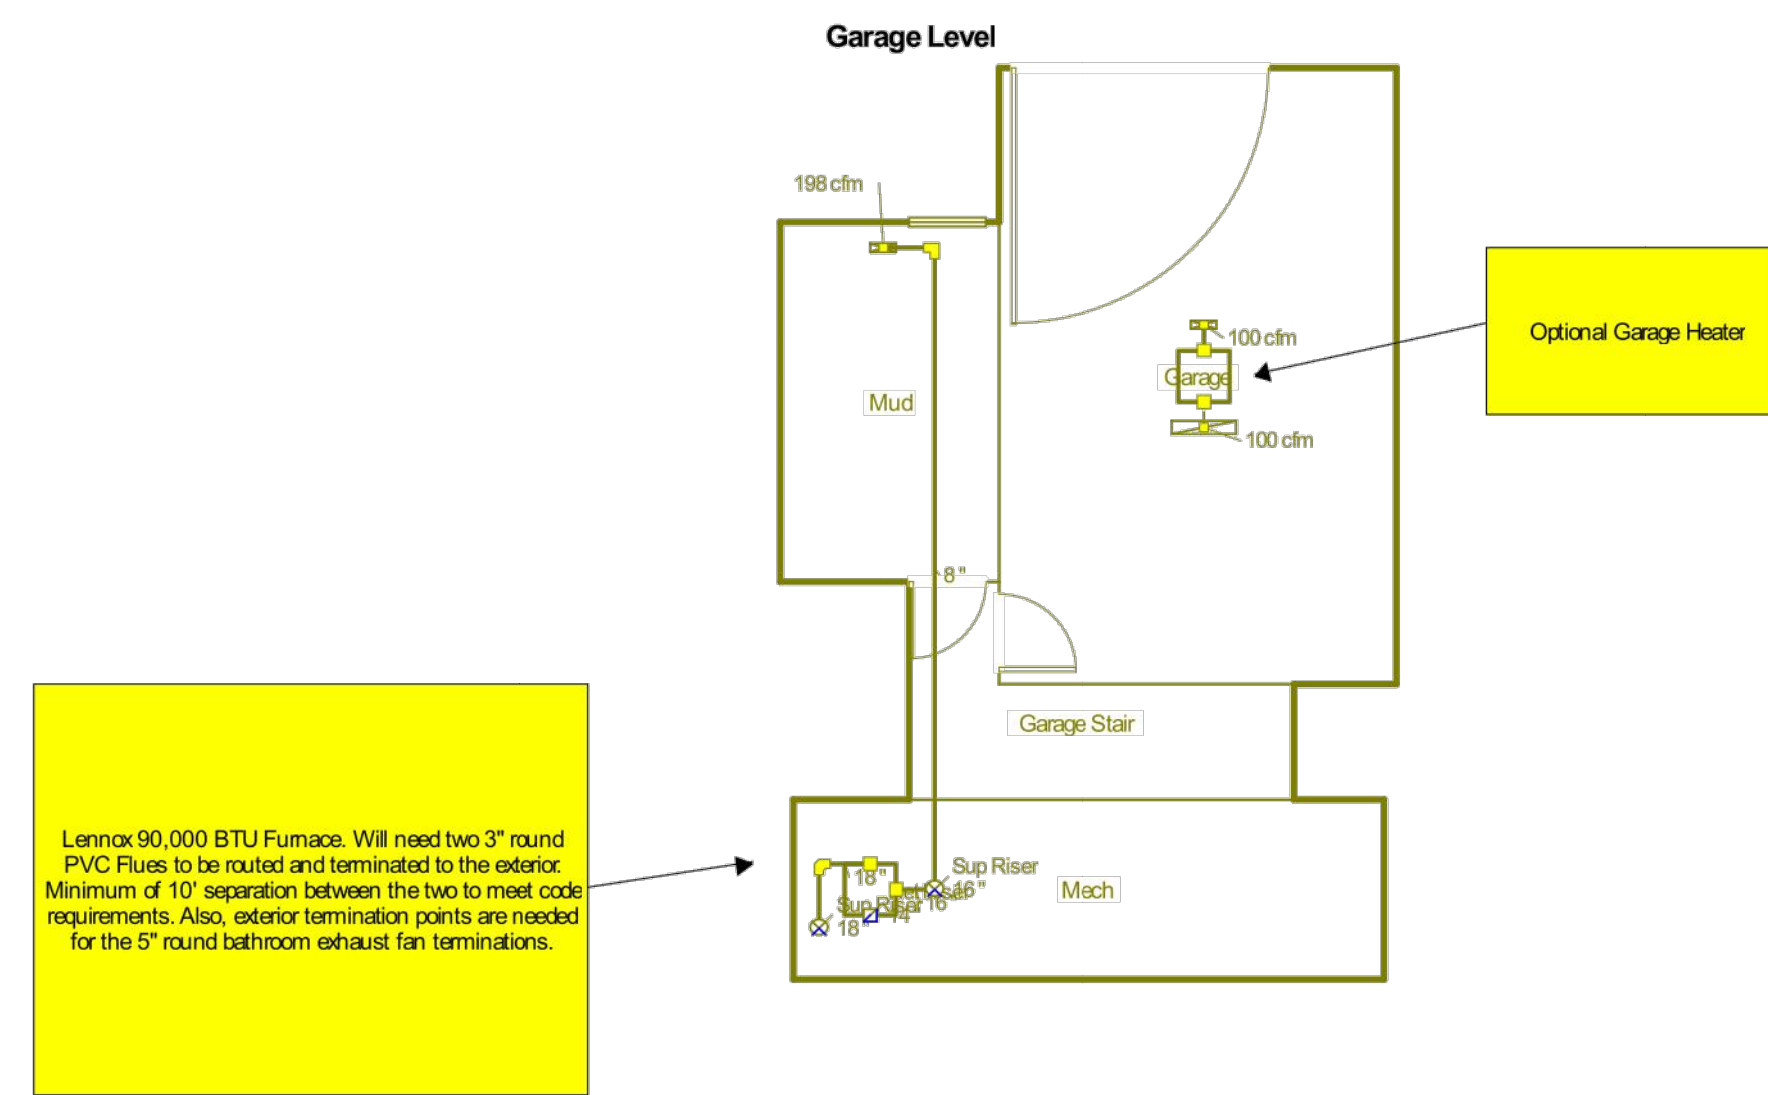 Garage Level
198 cfm
100 cfm
Optional Garage Heater
Garage
Mud
100 cfm
8"
Garage Stair
Lennox 90,000 BTU Furnace. Will need two 3" round
PVC Flues to be routed and terminated to the exterior.
Minimum of 10' separation between the two to meet code
requirements. Also, exterior termination points are needed
for the 5" round bathroom exhaust fan terminations.
Sup Riser
16"
18"
Mech
Sup Riser
18"